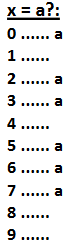 x = a?:
0 ...... a
1 ......
2 ...... a
3 ...... a
4 ......
5 ...... a
6 ...... a
7 ...... a
8 ......
9 ......